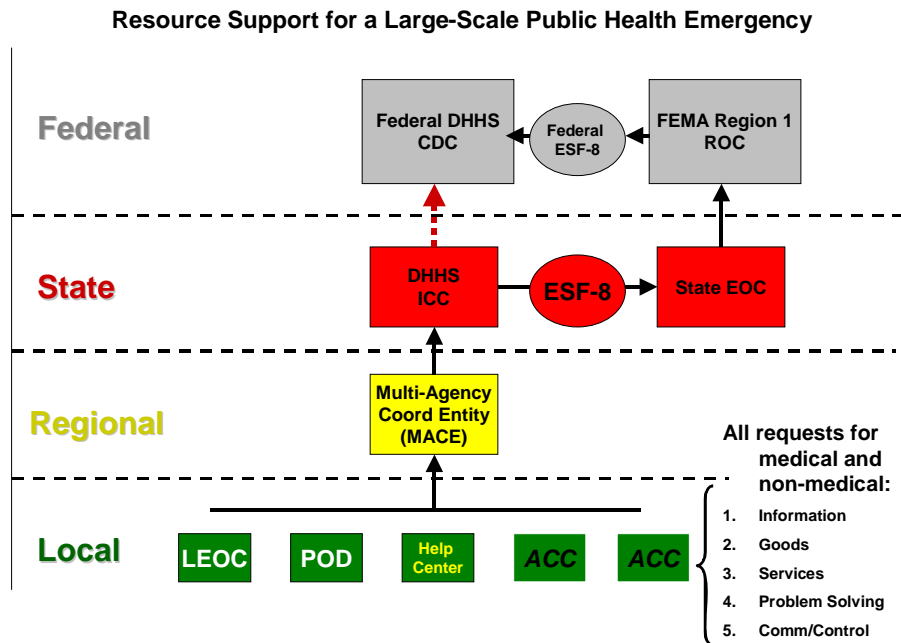 Resource Support for a Large-Scale Public Health Emergency
Federal
Federal DHHS
CDC
Federal
ESF-8
FEMA Region 1
ROC
State
DHHS
ICC
ESF-8
State EOC
Regional
Multi-Agency
Coord Entity
(MACE)
Local
LEOC
POD
Help
Center
ACC
ACC
All requests for
medical and
non-medical:
1. Information
2. Goods
3. Services
4. Problem Solving
5. Comm/Control